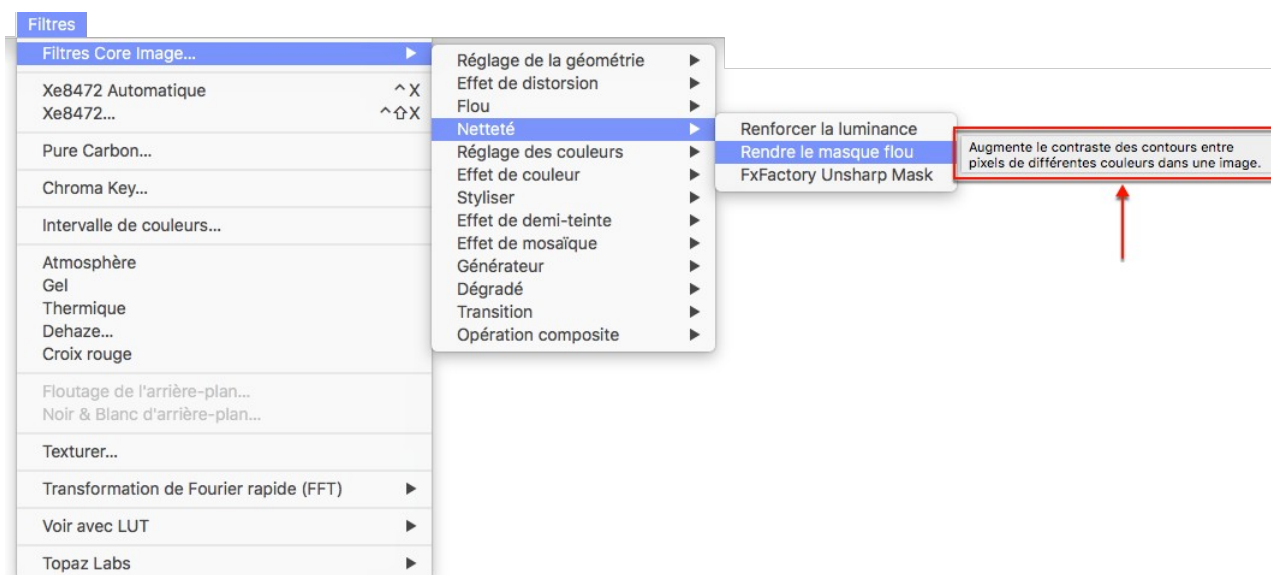 Filtres
Filtres Core Image...
Xe8472 Automatique ^X
Xe8472... ^⇧X
Pure Carbon...
Chroma Key...
Intervalle de couleurs...
Atmosphère
Gel
Thermique
Dehaze...
Croix rouge
Floutage de l'arrière-plan...
Noir & Blanc d'arrière-plan...
Texturer...
Transformation de Fourier rapide (FFT)
Voir avec LUT
Topaz Labs
Réglage de la géométrie
Effet de distorsion
Flou
Netteté
Réglage des couleurs
Effet de couleur
Styliser
Effet de demi-teinte
Effet de mosaïque
Générateur
Dégradé
Transition
Opération composite
Renforcer la luminance
Rendre le masque flou
FxFactory Unsharp Mask
Augmente le contraste des contours entre
pixels de différentes couleurs dans une image.